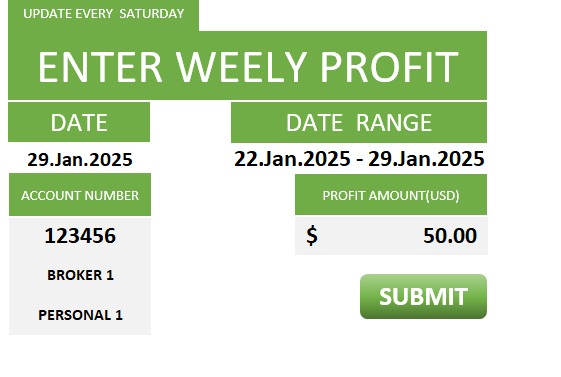 UPDATE EVERY SATURDAY
ENTER WEELY PROFIT
DATE
DATE RANGE
29.Jan.2025
22.Jan.2025 - 29.Jan.2025
ACCOUNT NUMBER
PROFIT AMOUNT(USD)
123456
$ 50.00
BROKER 1
SUBMIT
PERSONAL 1